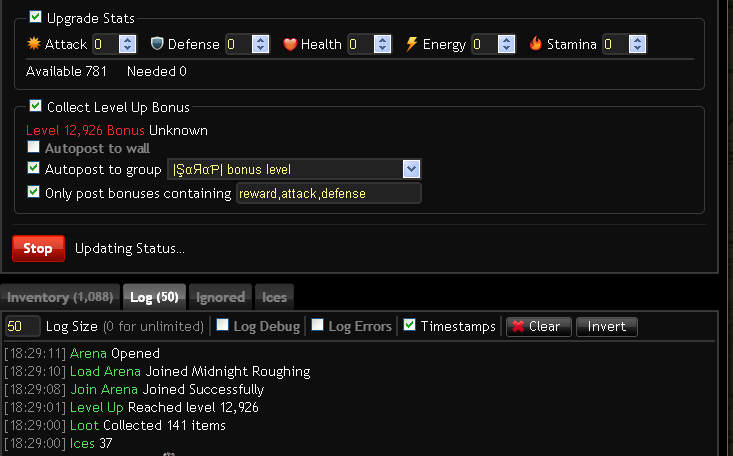 Upgrade Stats
Attack 0 Defense 0 Health 0 Energy 0 Stamina 0
Available 781 Needed 0
Collect Level Up Bonus
Level 12,926 Bonus Unknown
Autopost to wall
Autopost to group |ŞαЯαƤ| bonus level
Only post bonuses containing reward,attack,defense
Stop Updating Status...
Inventory (1,088) Log (50) Ignored Ices
50 Log Size (0 for unlimited) Log Debug Log Errors Timestamps Clear Invert
[18:29:11] Arena Opened
[18:29:10] Load Arena Joined Midnight Roughing
[18:29:08] Join Arena Joined Successfully
[18:29:01] Level Up Reached level 12,926
[18:29:00] Loot Collected 141 items
[18:29:00] Ices 37